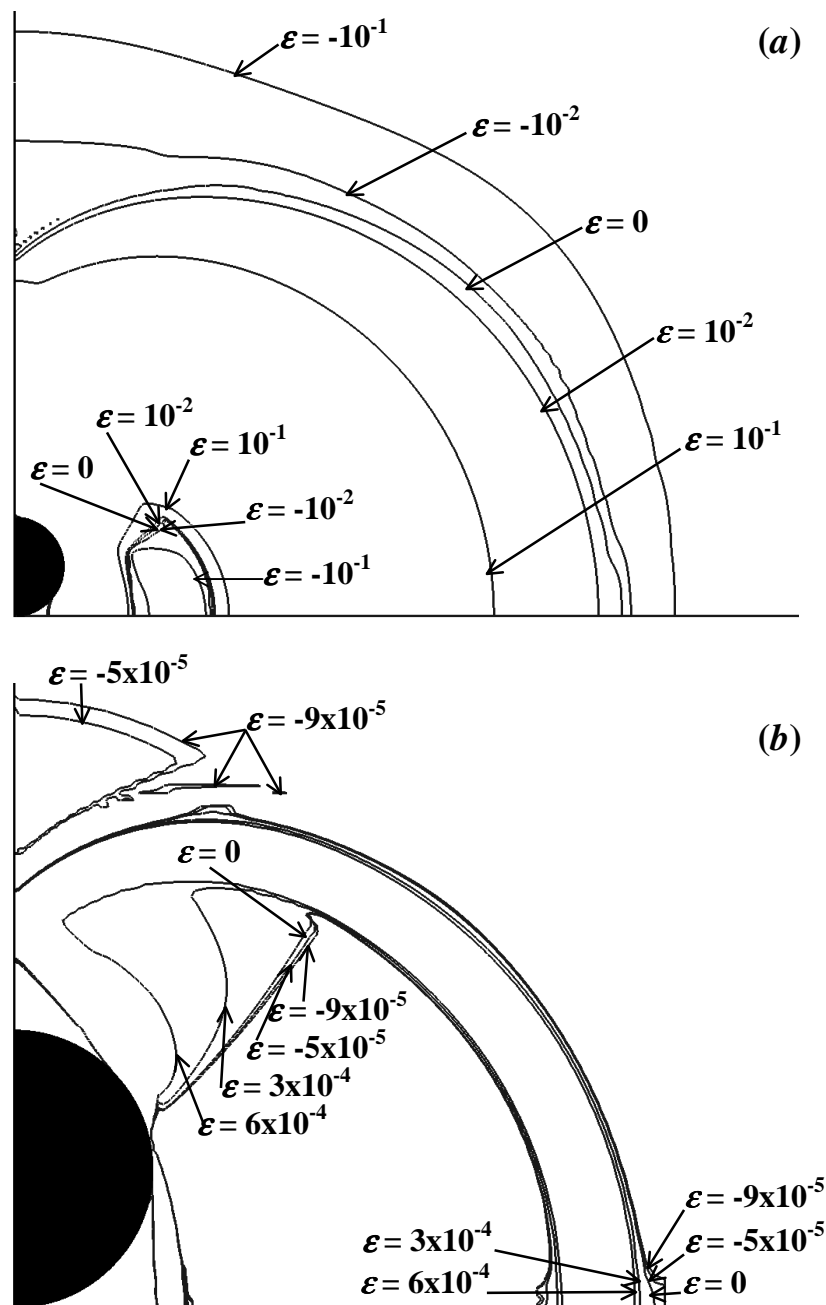 ε = -10⁻¹
(a)
ε = -10⁻²
ε = 0
ε = 10⁻²
ε = 10⁻²
ε = 10⁻¹
ε = 10⁻¹
ε = 0
ε = -10⁻²
ε = -10⁻¹
ε = -5x10⁻⁵
ε = -9x10⁻⁵
(b)
ε = 0
ε = -9x10⁻⁵
ε = -5x10⁻⁵
ε = 3x10⁻⁴
ε = 6x10⁻⁴
ε = -9x10⁻⁵
ε = 3x10⁻⁴
ε = -5x10⁻⁵
ε = 6x10⁻⁴
ε = 0